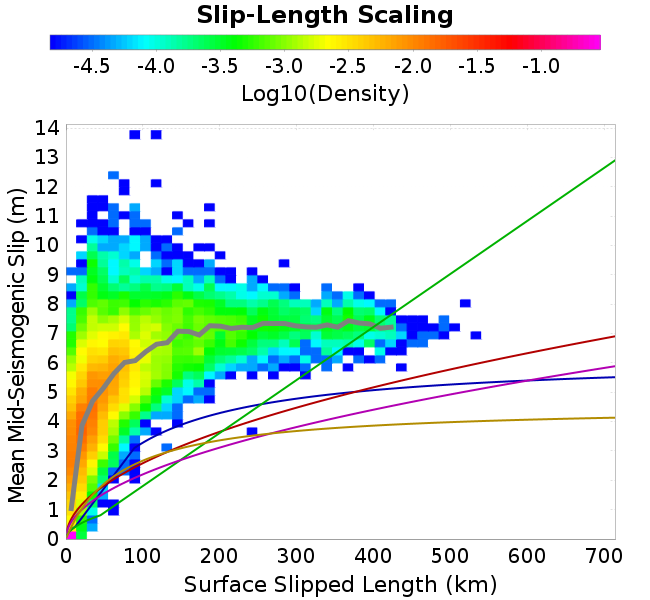 Slip-Length Scaling
-4.5 -4.0 -3.5 -3.0 -2.5 -2.0 -1.5 -1.0
Log10(Density)
Mean Mid-Seismogenic Slip (m)
14
13
12
11
10
9
8
7
6
5
4
3
2
1
0
0 100 200 300 400 500 600 700
Surface Slipped Length (km)